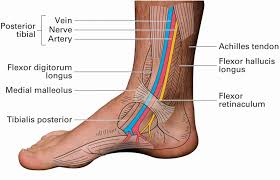 Posterior
tibial
Vein
Nerve
Artery
Flexor digitorum
longus
Medial malleolus
Tibialis posterior
Achilles tendon
Flexor hallucis
longus
Flexor
retinaculum